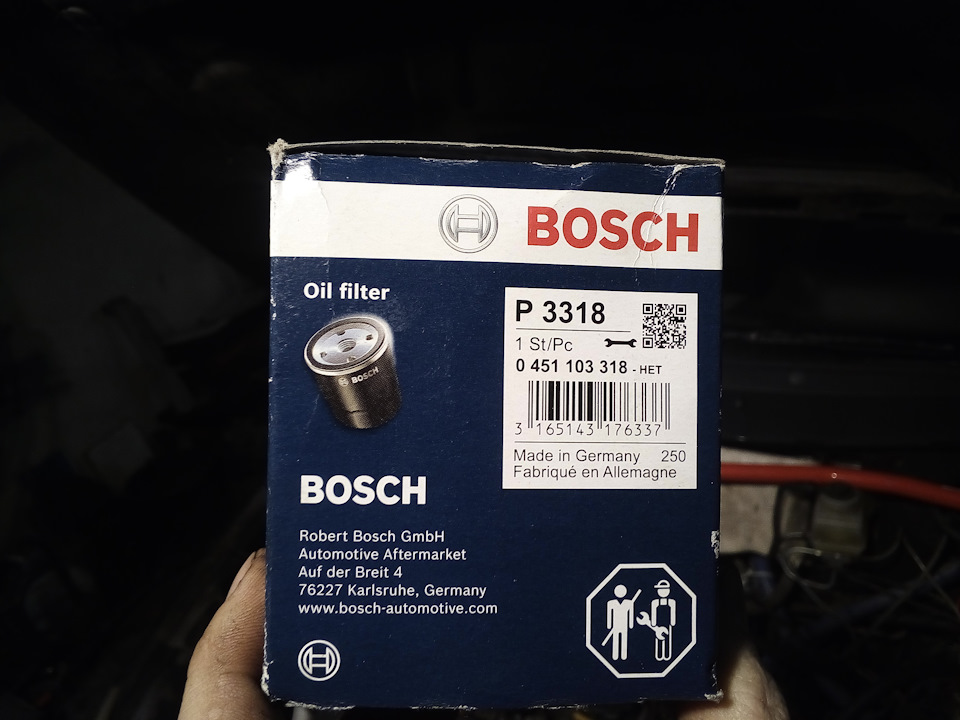 BOSCH
Oil filter
BOSCH
P 3318
1 St/Pc
0 451 103 318 - HET
3 165143 176337
Made in Germany 250
Fabriqué en Allemagne
BOSCH
Robert Bosch GmbH
Automotive Aftermarket
Auf der Breit 4
76227 Karlsruhe, Germany
www.bosch-automotive.com